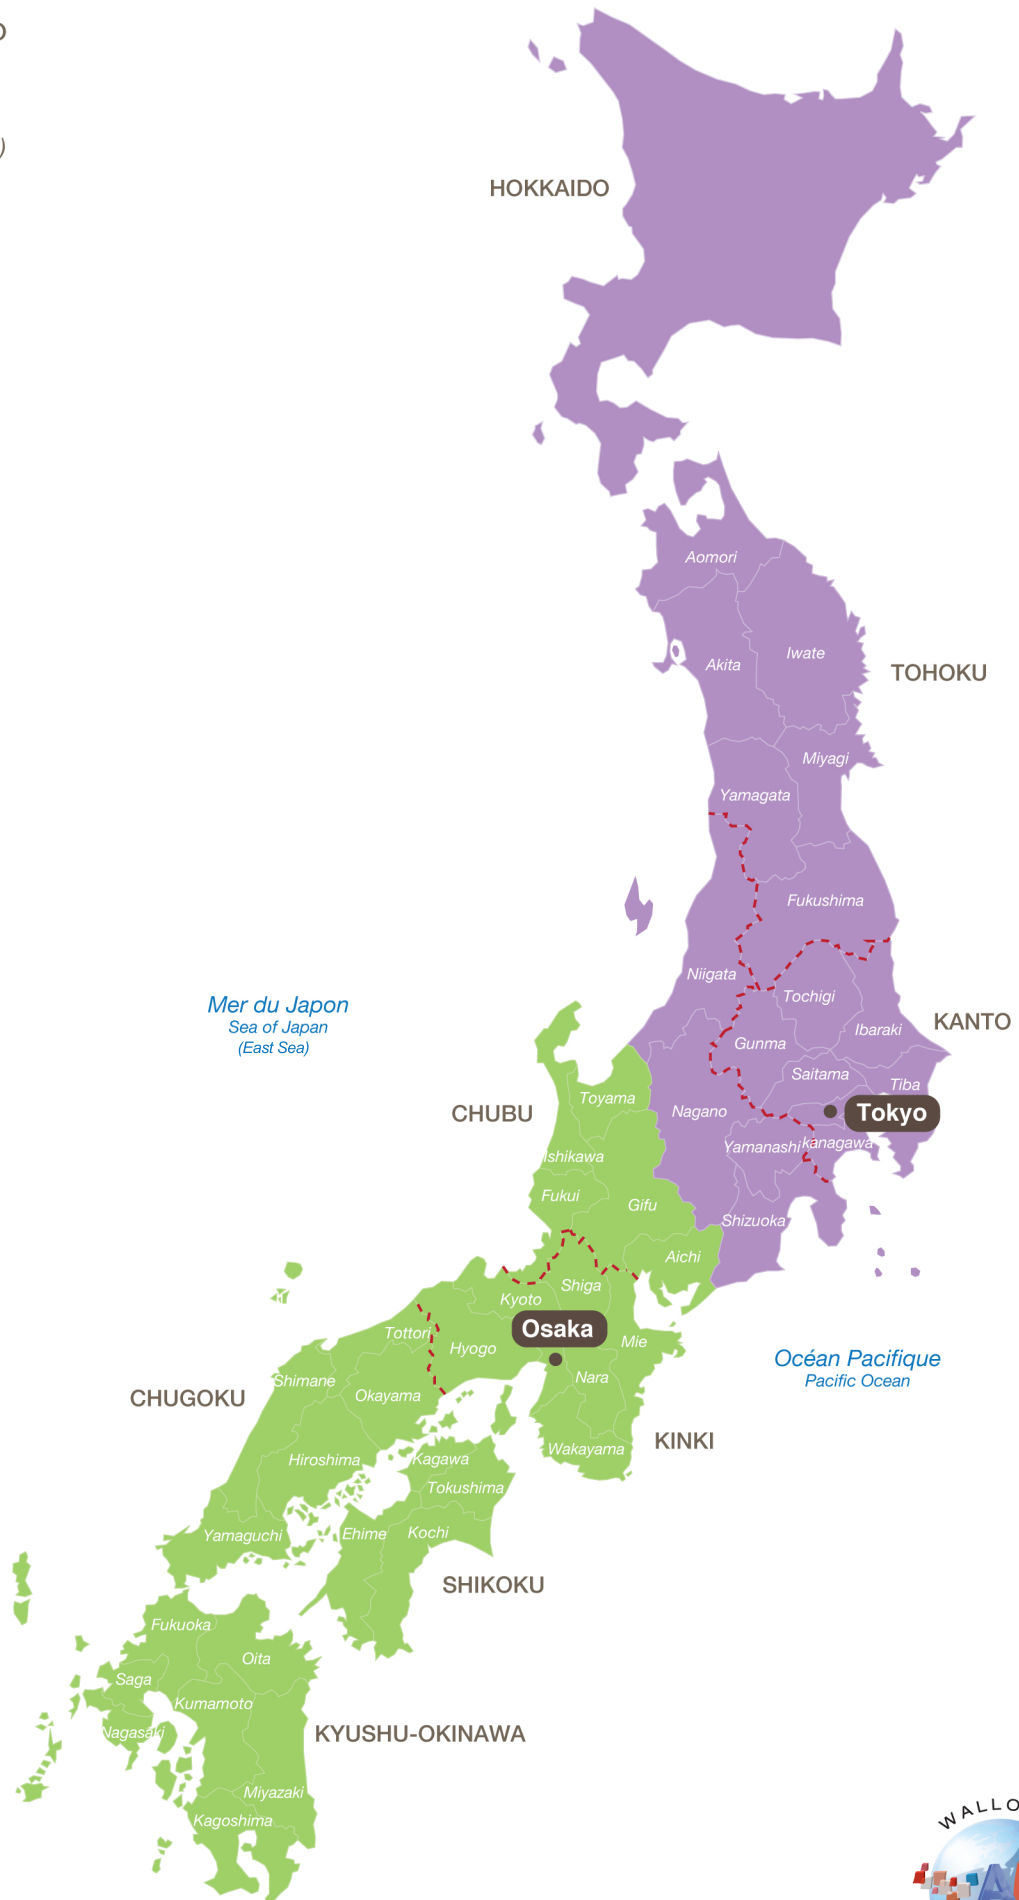 O
)
HOKKAIDO
Aomori
Iwate
Akita
TOHOKU
Miyagi
Yamagata
Fukushima
Niigata
Tochigi
Mer du Japon
Sea of Japan
(East Sea)
KANTO
Ibaraki
Gunma
Saitama
Tiba
Toyama
CHUBU
Nagano
Tokyo
Yamanashi
kanagawa
Ishikawa
Fukui
Gifu
Shizuoka
Aichi
Shiga
Kyoto
Osaka
Tottori
Hyogo
Mie
Océan Pacifique
Pacific Ocean
Nara
Shimane
Okayama
CHUGOKU
KINKI
Wakayama
Hiroshima
Kagawa
Tokushima
Yamaguchi
Ehime
Kochi
SHIKOKU
Fukuoka
Oita
Saga
Kumamoto
Nagasaki
KYUSHU-OKINAWA
Miyazaki
Kagoshima
WALLO